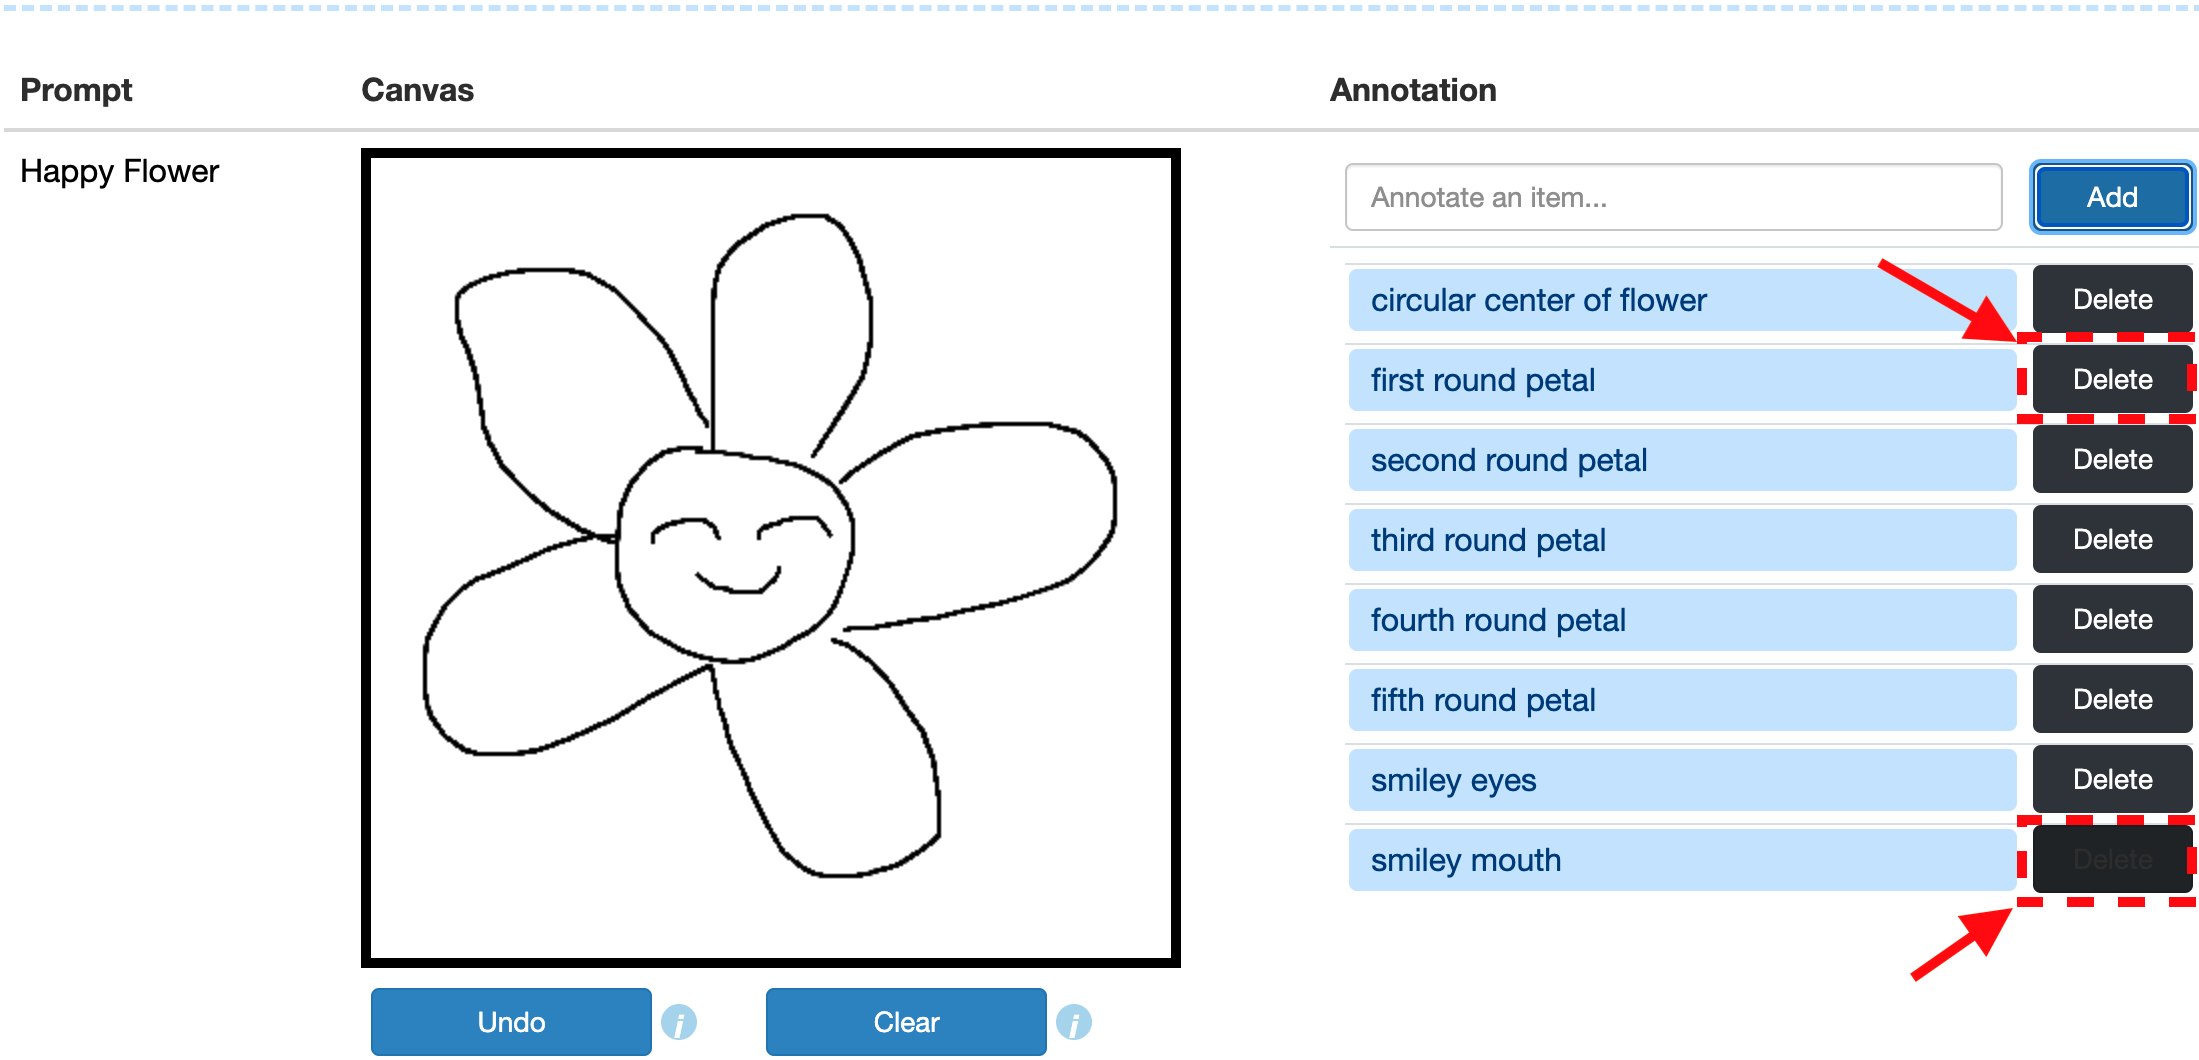 Prompt
Canvas
Annotation
Happy Flower
Annotate an item...
Add
circular center of flower
Delete
first round petal
Delete
second round petal
Delete
third round petal
Delete
fourth round petal
Delete
fifth round petal
Delete
smiley eyes
Delete
smiley mouth
Delete
Undo
i
Clear
i